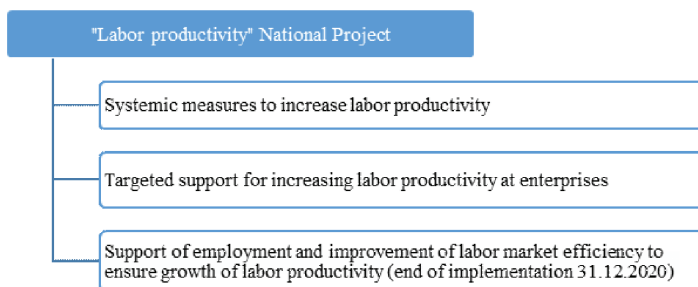 "Labor productivity" National Project
Systemic measures to increase labor productivity
Targeted support for increasing labor productivity at enterprises
Support of employment and improvement of labor market efficiency to
ensure growth of labor productivity (end of implementation 31.12.2020)